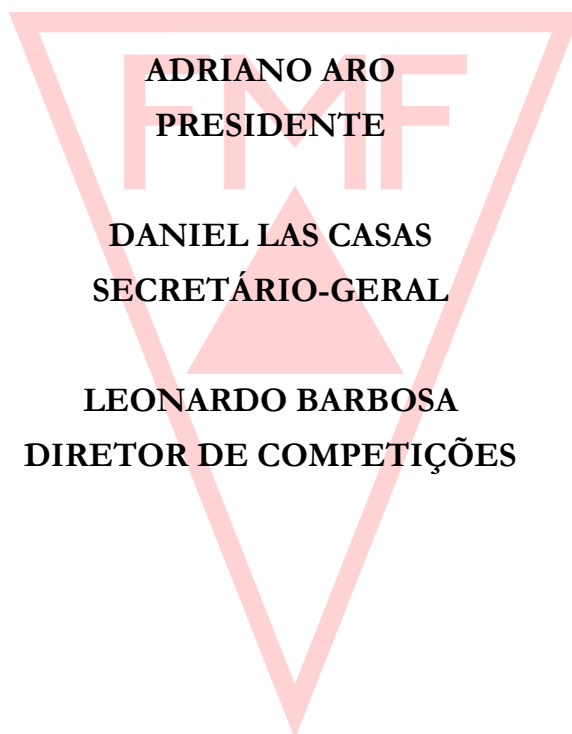 FMF
ADRIANO ARO
PRESIDENTE
DANIEL LAS CASAS
SECRETÁRIO-GERAL
LEONARDO BARBOSA
DIRETOR DE COMPETIÇÕES